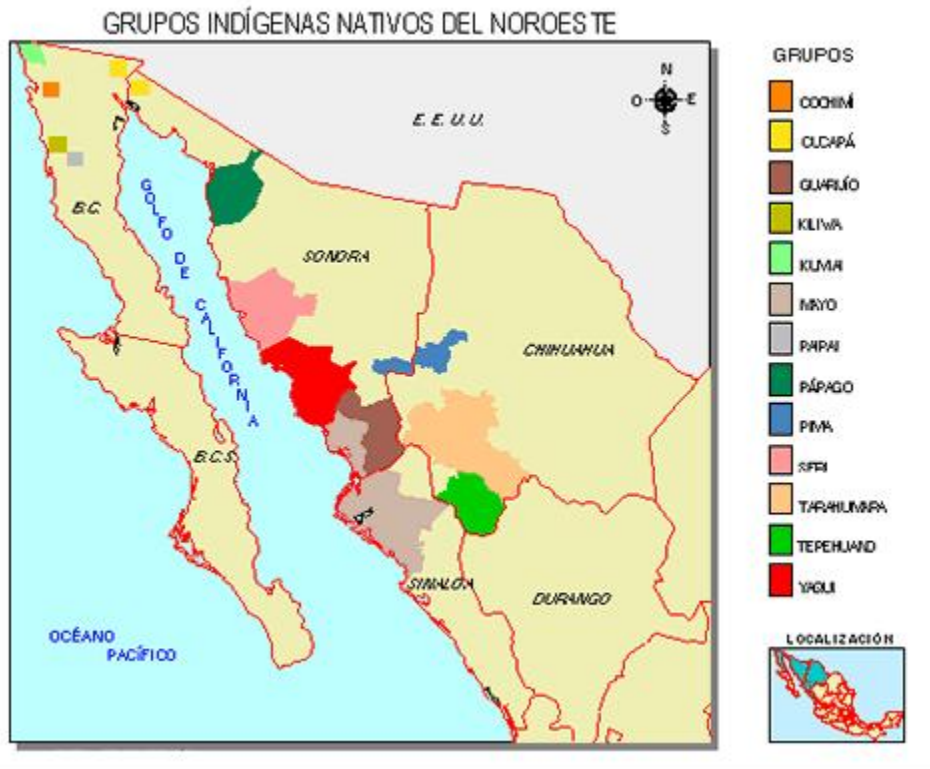 GRUPOS INDÍGENAS NATIVOS DEL NOROESTE
N
O E
S
E. E. U. U.
B.C.
GOLFO DE CALIFORNIA
SONORA
CHIHUAHUA
B.C.S.
SINALOA
DURANGO
OCÉANO
PACÍFICO
GRUPOS
COCHIMÍ
CUCAPÁ
GUARIJÍO
KILIWA
KUMIAI
MAYO
PAIPAI
PÁPAGO
PIMA
SERI
TARAHUMARA
TEPEHUANO
YAQUI
LOCALIZACIÓN